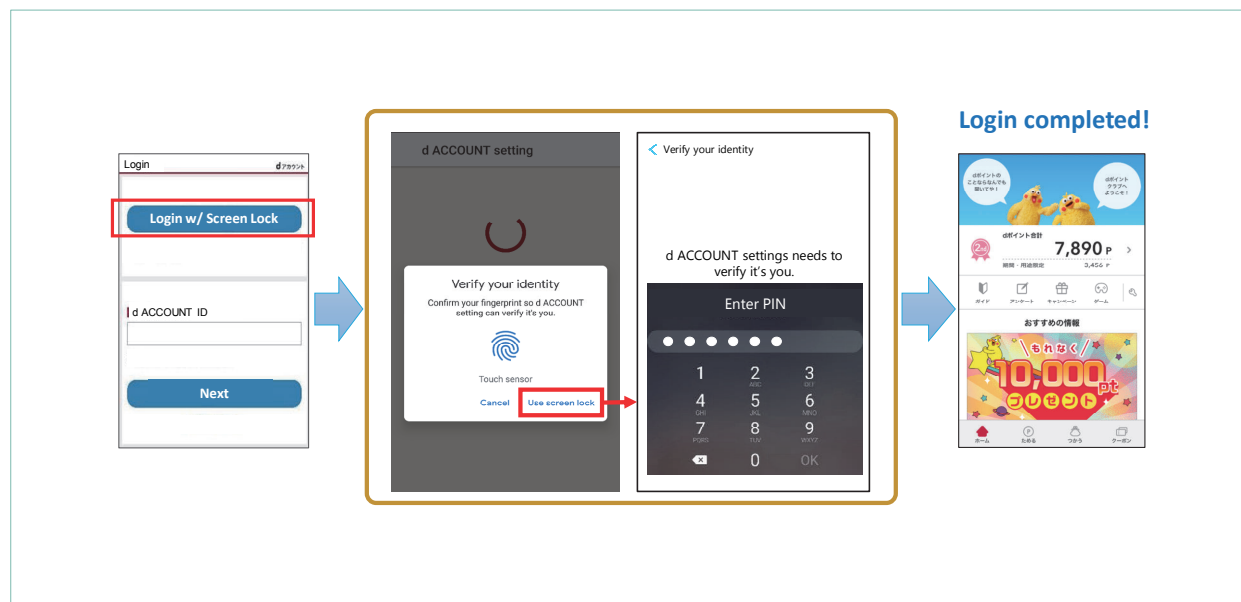 Login completed!
Login
dアカウント
Login w/ Screen Lock
d ACCOUNT ID
Next
d ACCOUNT setting
Verify your identity
Confirm your fingerprint so d ACCOUNT
setting can verify it's you.
Touch sensor
Cancel
Use screen lock
Verify your identity
d ACCOUNT settings needs to
verify it's you.
Enter PIN
1
2
ABC
3
DEF
4
GHI
5
JKL
6
MNO
7
PQRS
8
TUV
9
WXYZ
0
OK
dポイントの
ことならなんでも
聞いてや!
dポイント
クラブへ
ようこそ!
dポイント合計
7,890 P
期間・用途限定
3,456 P
ガイド
アンケート
キャンペーン
ゲーム
おすすめの情報
もれなく
10,000pt
プレゼント
ホーム
ためる
つかう
クーポン